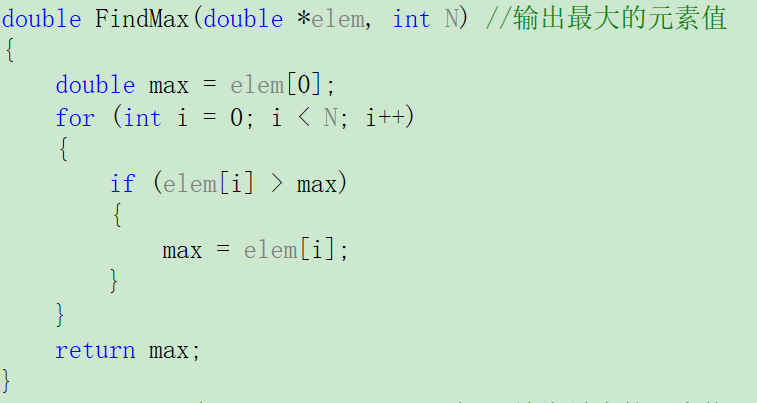 double FindMax(double *elem, int N) //输出最大的元素值
{
    double max = elem[0];
    for (int i = 0; i < N; i++)
    {
        if (elem[i] > max)
        {
            max = elem[i];
        }
    }
    return max;
}